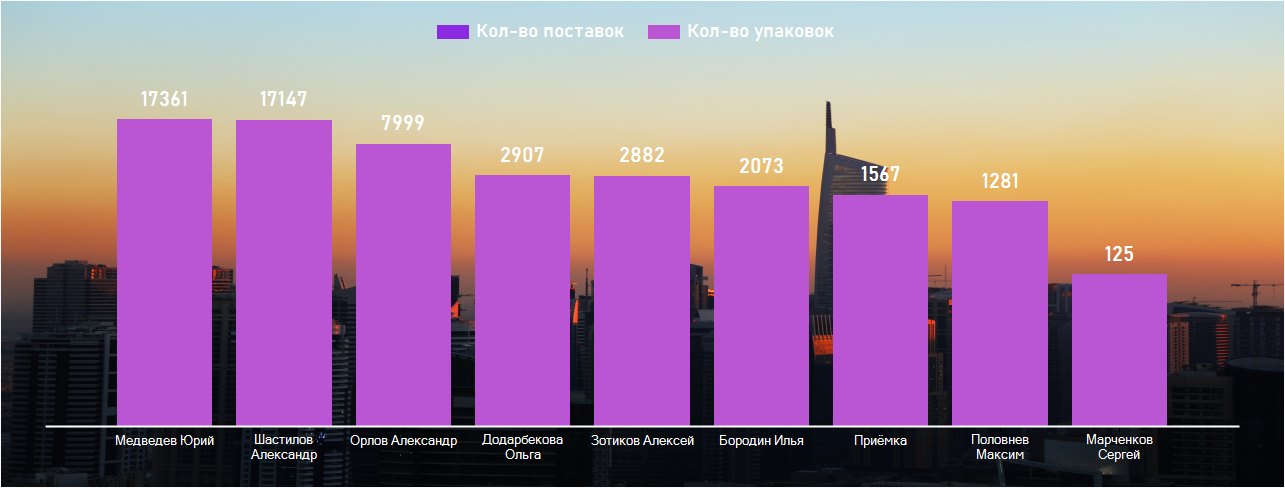 Кол-во поставок Кол-во упаковок
17361 17147 7999 2907 2882 2073 1567 1281 125
Медведев Юрий Шастилов Орлов Александр Додарбекова Зотиков Алексей Бородин Илья Приёмка Половнев Марченков
Александр Ольга Максим Сергей